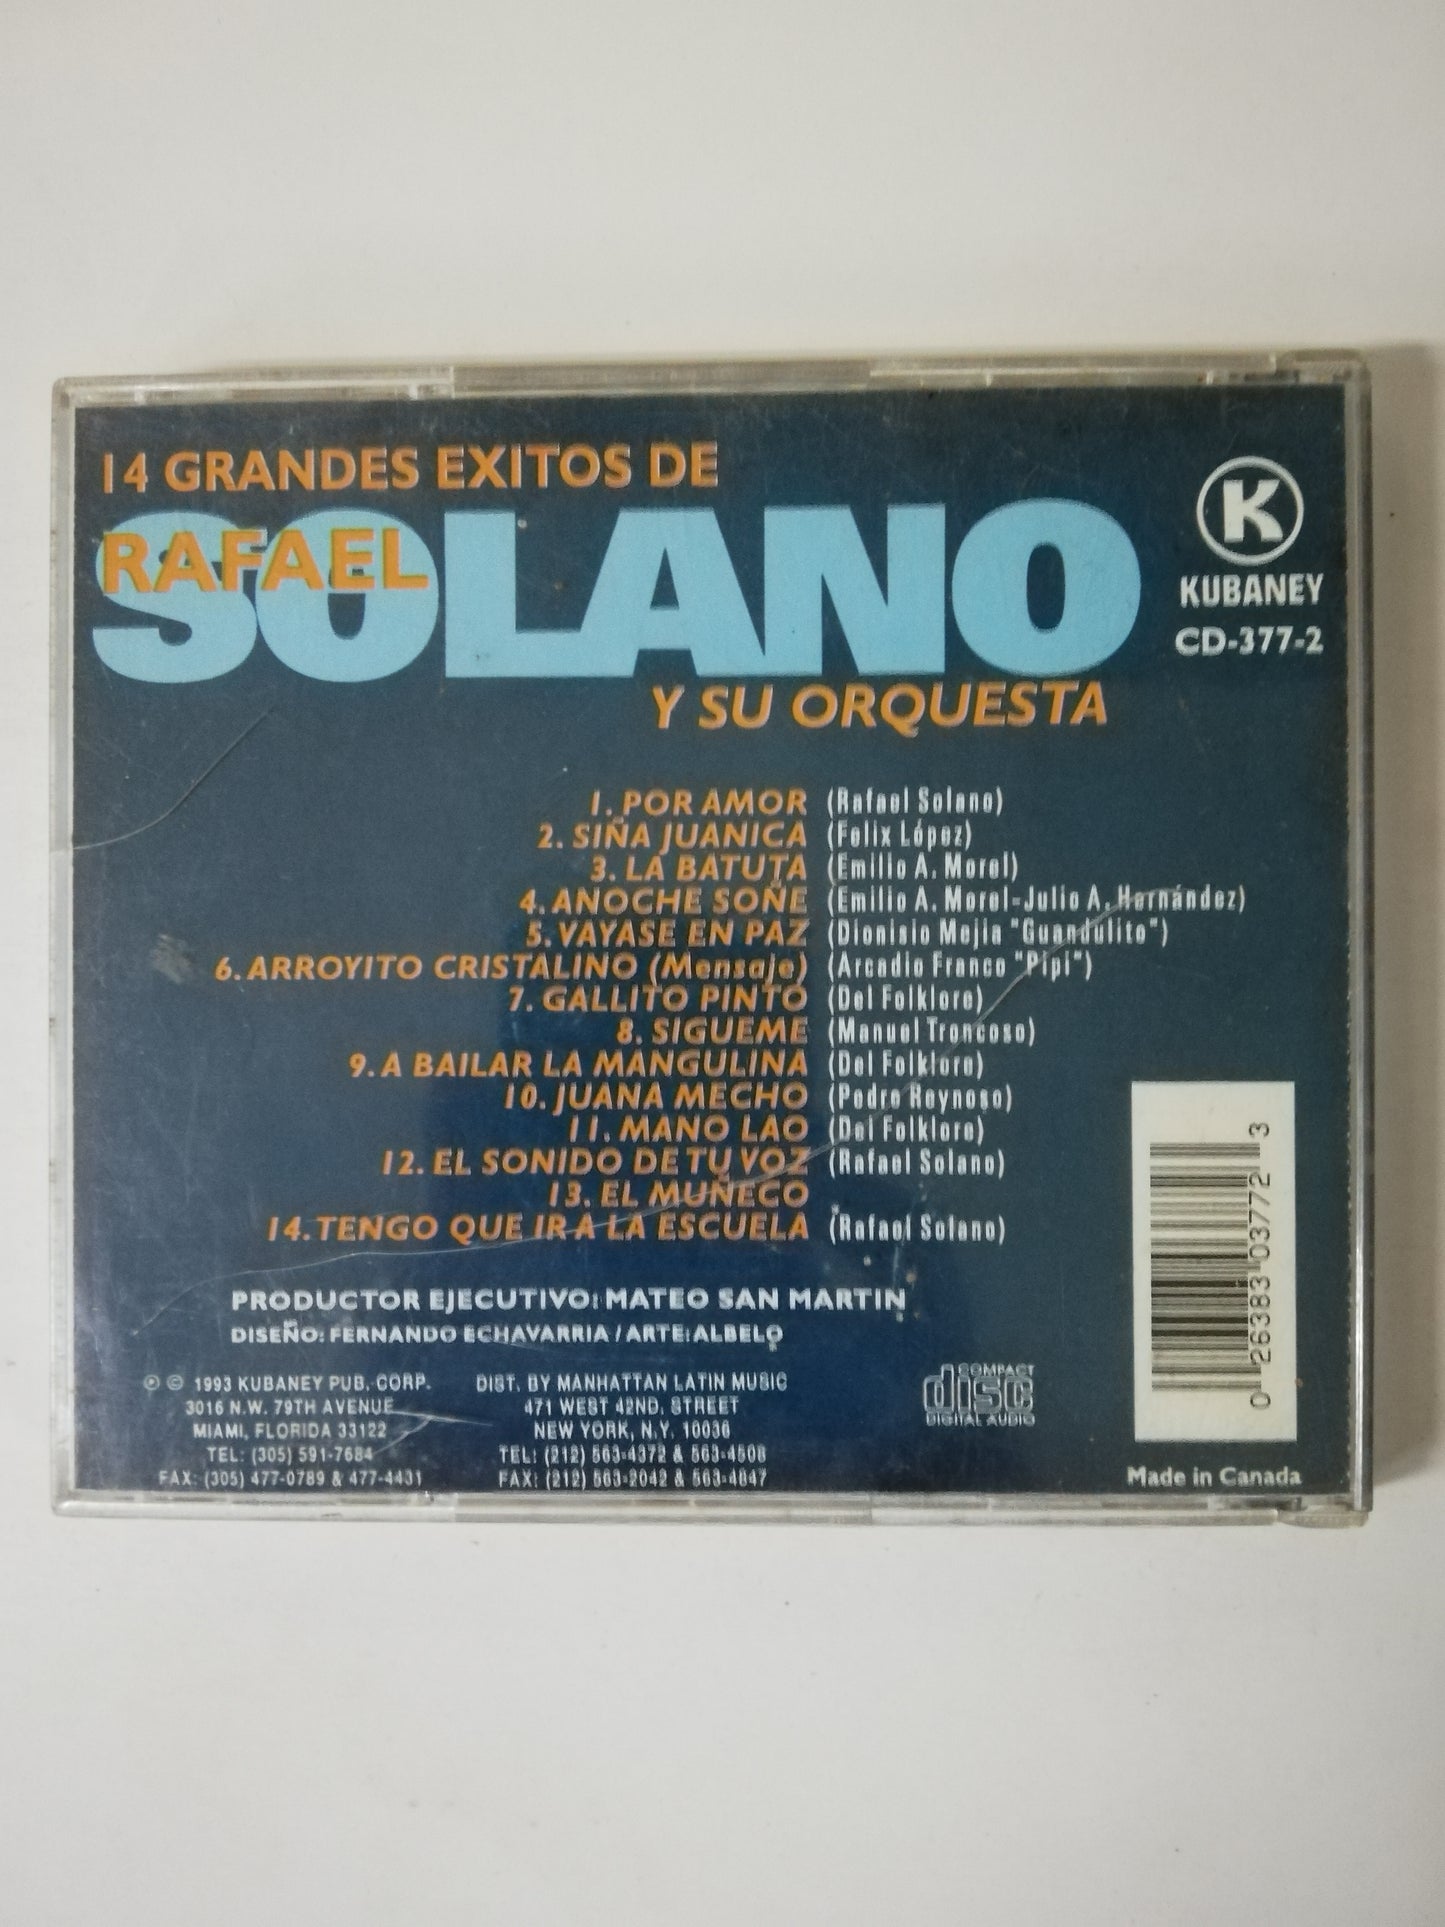 14 GRANDES EXITOS DE
RAFAEL
SOLANO
Y SU ORQUESTA
K
KUBANEY
CD-377-2
1. POR AMOR (Rafael Solano)
2. SIÑA JUANICA (Felix López)
3. LA BATUTA (Emilio A. Morel)
4. ANOCHE SOÑE (Emilio A. Morel-Julio A. Hernández)
5. VAYASE EN PAZ (Dionisio Mejia "Guandulito")
6. ARROYITO CRISTALINO (Mensaje) (Arcadio Franco "Pipi")
7. GALLITO PINTO (Del Folklore)
8. SIGUEME (Manuel Troncoso)
9. A BAILAR LA MANGULINA (Del Folklore)
10. JUANA MECHO (Pedro Reynoso)
11. MANO LAO (Del Folklore)
12. EL SONIDO DE TU VOZ (Rafael Solano)
13. EL MUÑECO
14. TENGO QUE IR A LA ESCUELA (Rafael Solano)
PRODUCTOR EJECUTIVO: MATEO SAN MARTIN
DISEÑO: FERNANDO ECHAVARRIA / ARTE: ALBELO
℗ © 1993 KUBANEY PUB. CORP.
3016 N.W. 79TH AVENUE
MIAMI, FLORIDA 33122
TEL: (305) 591-7684
FAX: (305) 477-0789 & 477-4431
DIST. BY MANHATTAN LATIN MUSIC
471 WEST 42ND, STREET
NEW YORK, N.Y. 10036
TEL: (212) 563-4372 & 563-4508
FAX: (212) 563-2042 & 563-4847
COMPACT
disc
DIGITAL AUDIO
0 26383 03772 3
Made in Canada